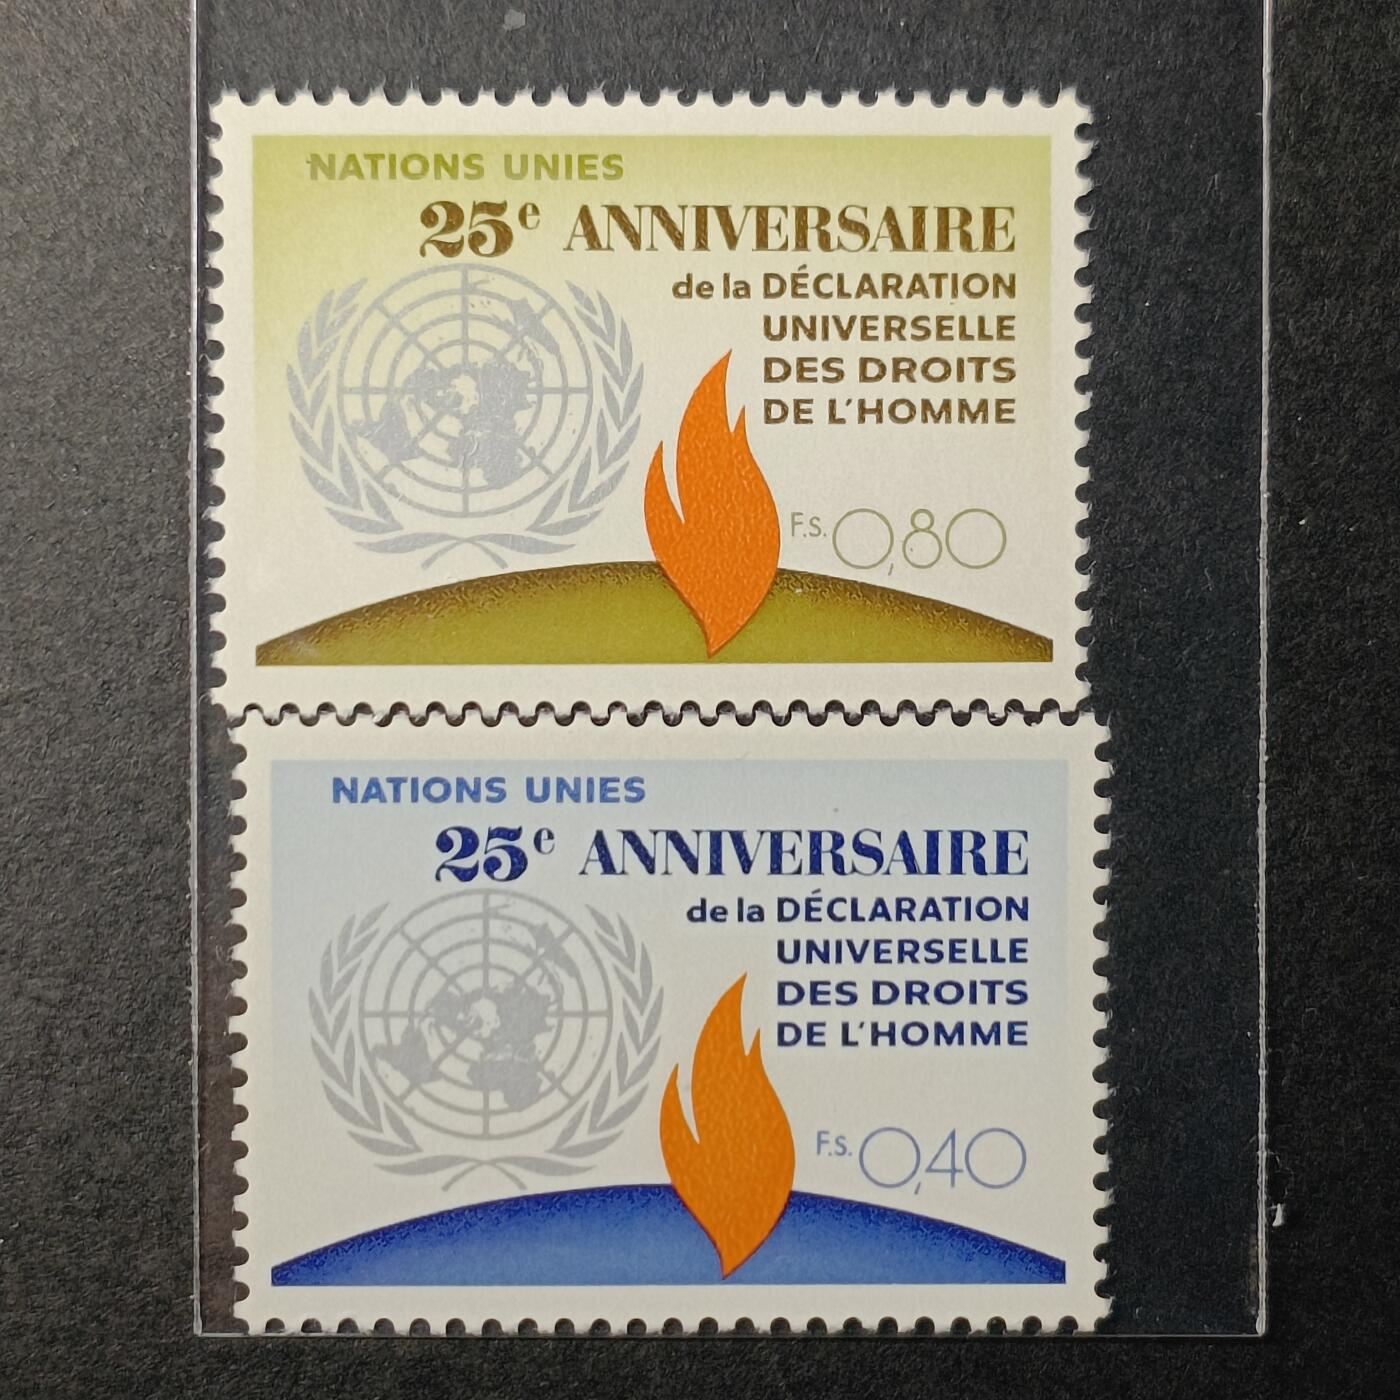 NATIONS UNIES
25e ANNIVERSAIRE
de la DÉCLARATION
UNIVERSELLE
DES DROITS
DE L'HOMME
F.s. 0,80
NATIONS UNIES
25e ANNIVERSAIRE
de la DÉCLARATION
UNIVERSELLE
DES DROITS
DE L'HOMME
F.s. 0,40